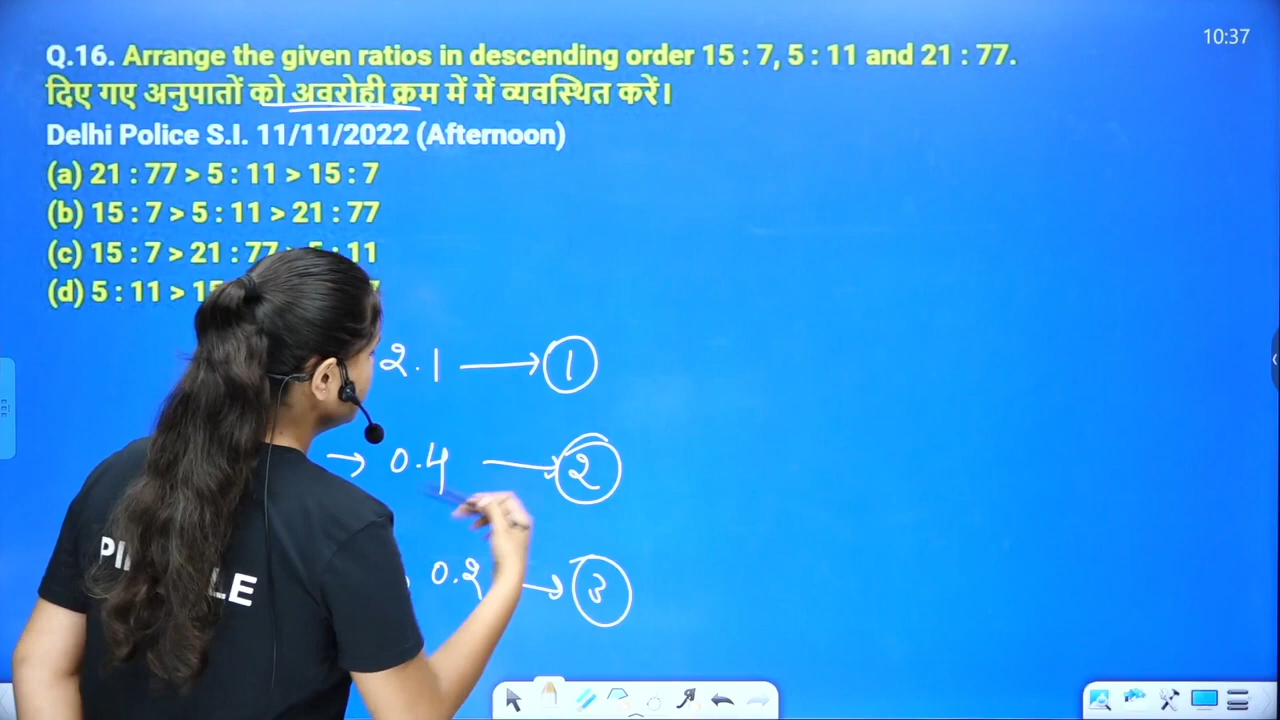 10:37
Q.16. Arrange the given ratios in descending order 15 : 7, 5 : 11 and 21 : 77.
दिए गए अनुपातों को अवरोही क्रम में में व्यवस्थित करें।
Delhi Police S.I. 11/11/2022 (Afternoon)
(a) 21 : 77 > 5 : 11 > 15 : 7
(b) 15 : 7 > 5 : 11 > 21 : 77
(c) 15 : 7 > 21 : 77 > 5 : 11
(d) 5 : 11 > 15
2.1 → 1
→ 0.4 → 2
0.2 → 3